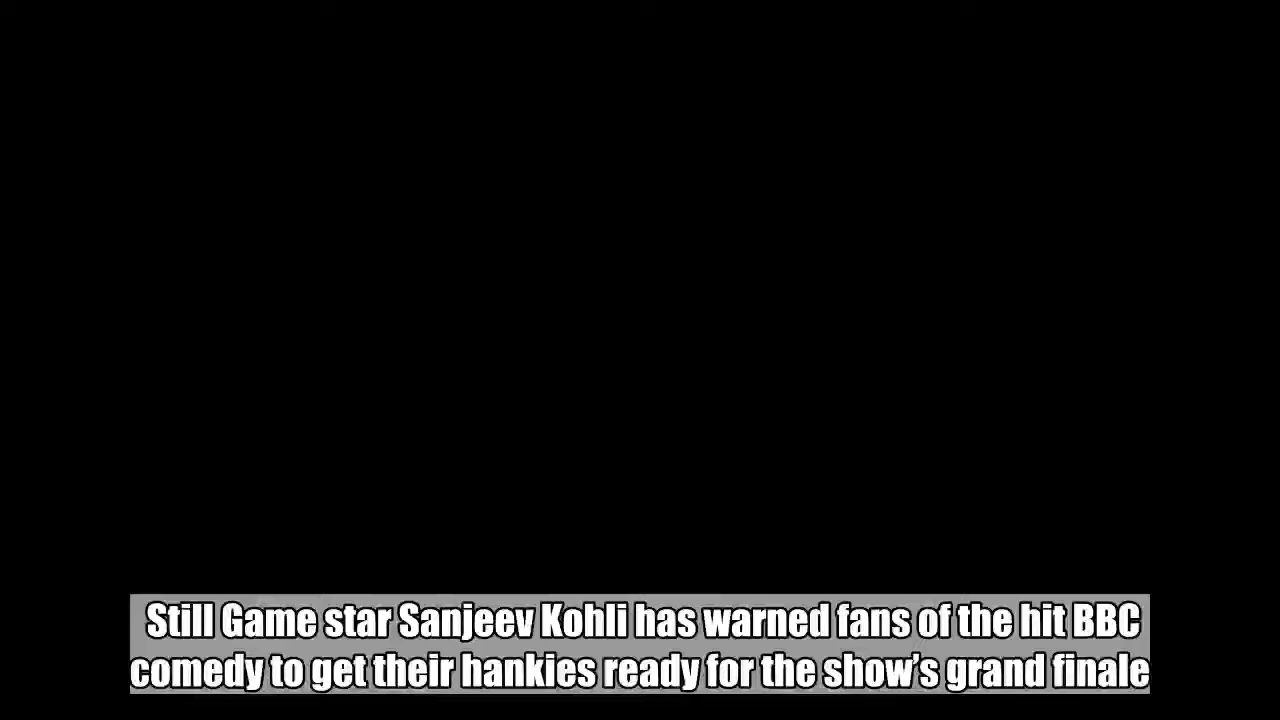 Still Game star Sanjeev Kohli has warned fans of the hit BBC
comedy to get their hankies ready for the show’s grand finale